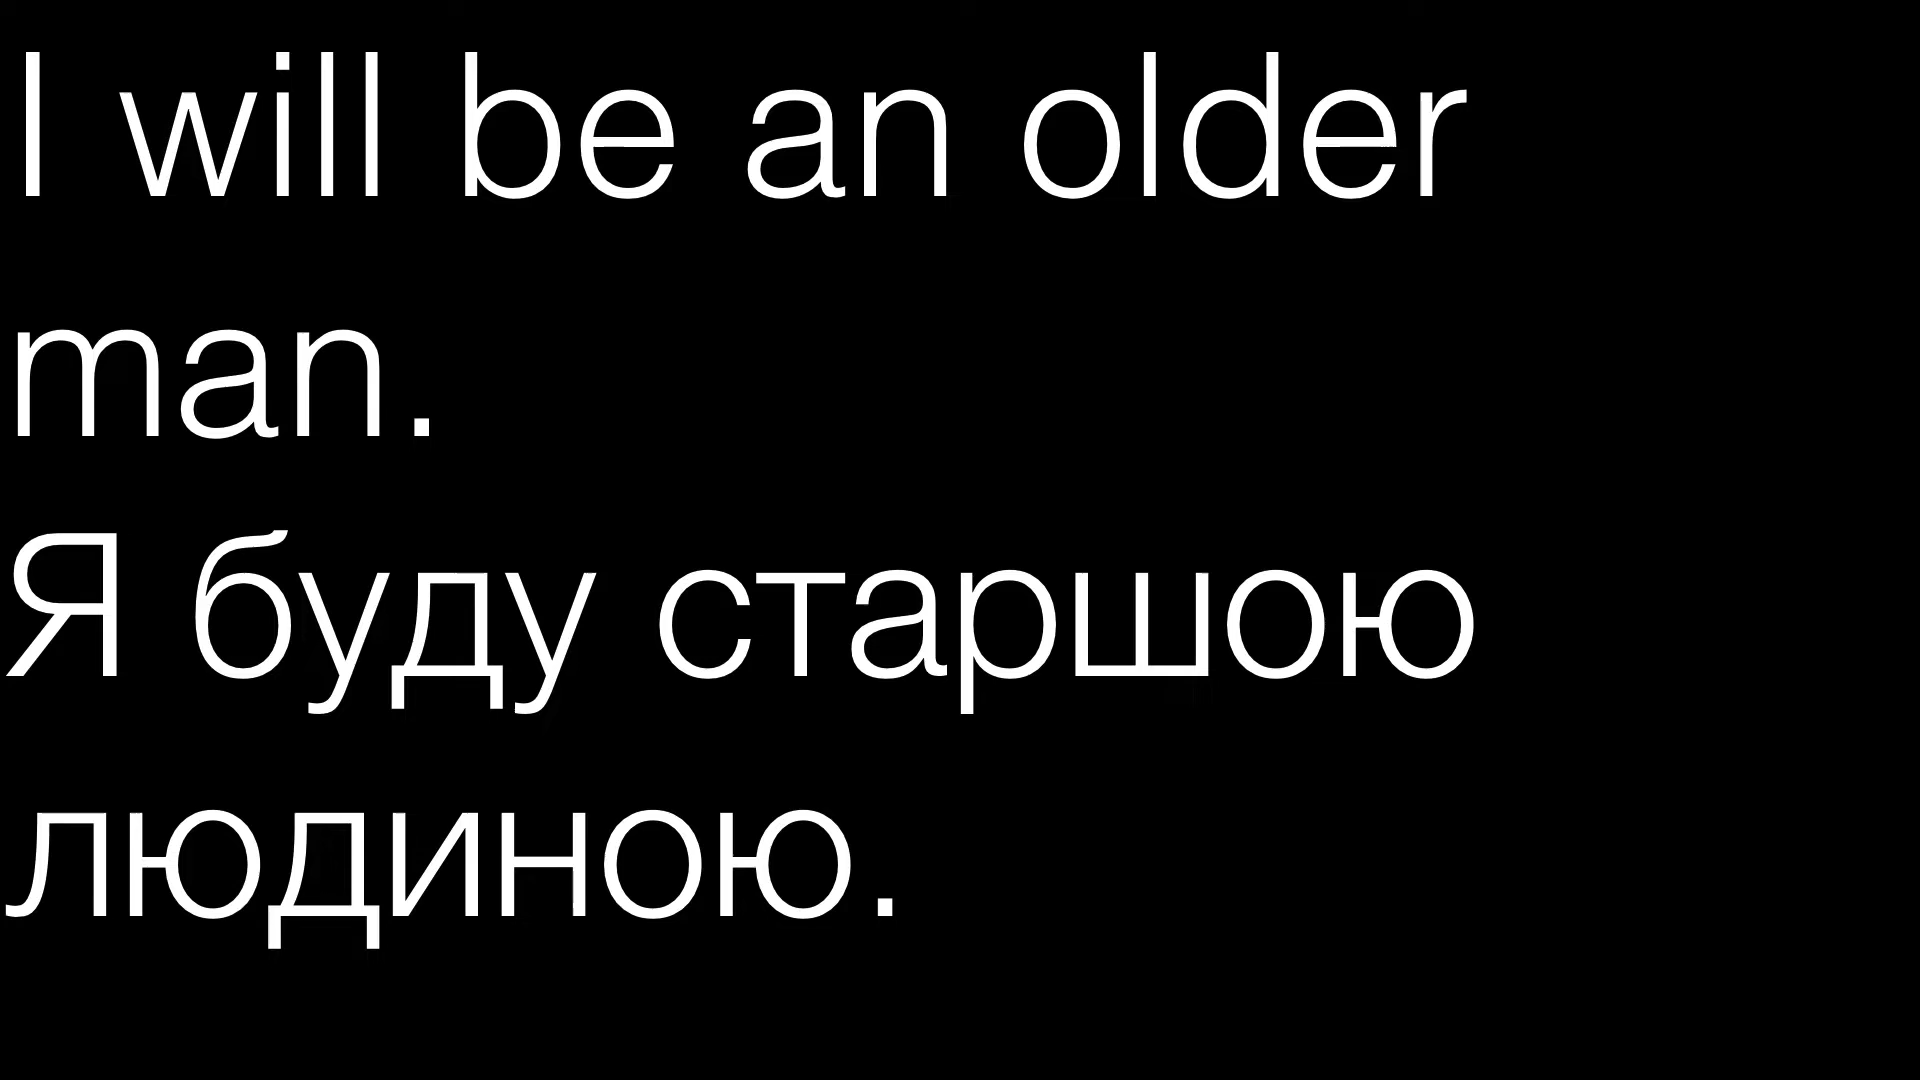 I will be an older
man.
Я буду старшою
людиною.